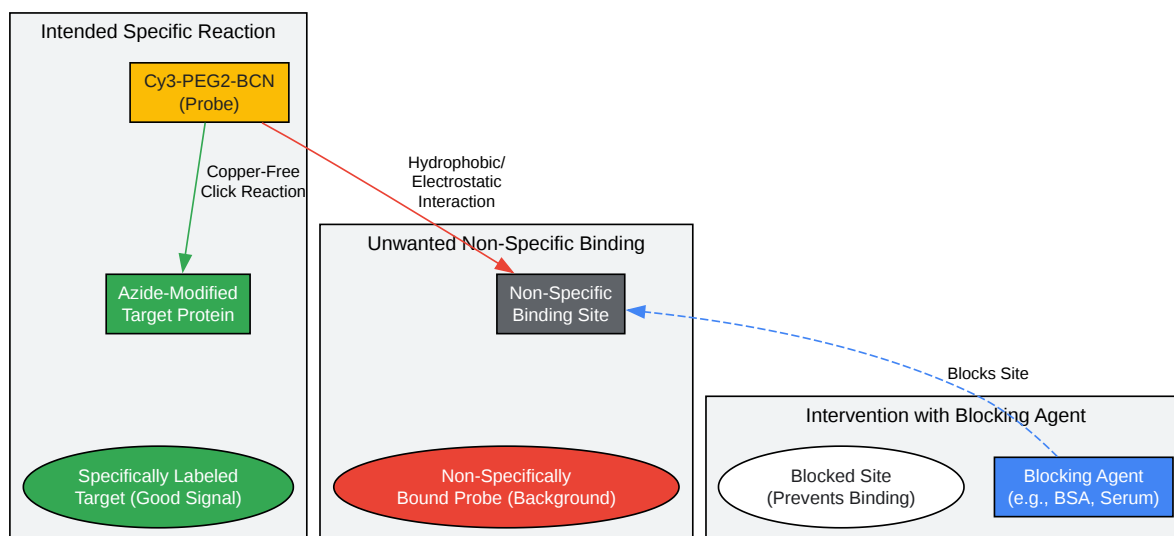 Intended Specific Reaction
Cy3-PEG2-BCN
(Probe)
Copper-Free
Click Reaction
Hydrophobic/
Electrostatic
Interaction
Azide-Modified
Target Protein
Specifically Labeled
Target (Good Signal)
Unwanted Non-Specific Binding
Non-Specific
Binding Site
Non-Specifically
Bound Probe (Background)
Blocks Site
Intervention with Blocking Agent
Blocked Site
(Prevents Binding)
Blocking Agent
(e.g., BSA, Serum)